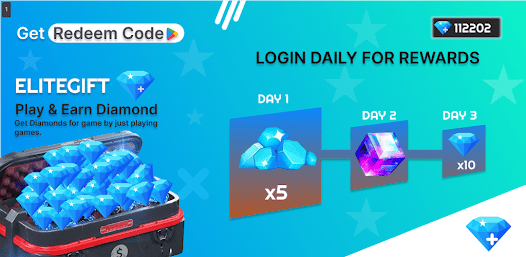 1
Get Redeem Code
112202
LOGIN DAILY FOR REWARDS
ELITEGIFT
Play & Earn Diamond
Get Diamonds for game by just playing
games.
DAY 1
DAY 2
DAY 3
x5
x10
$